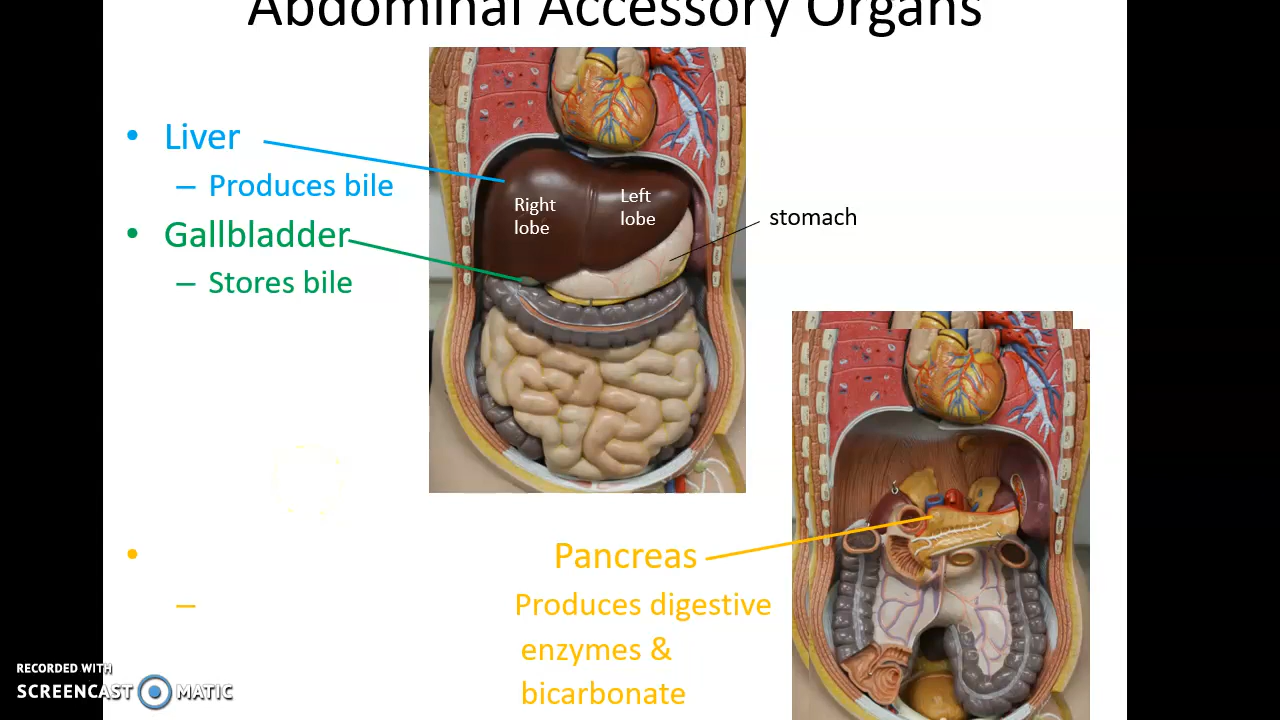 Abdominal Accessory Organs
• Liver
– Produces bile
• Gallbladder
– Stores bile
Right
lobe
Left
lobe
stomach
• Pancreas
– Produces digestive
enzymes &
bicarbonate
RECORDED WITH
SCREENCAST MATIC